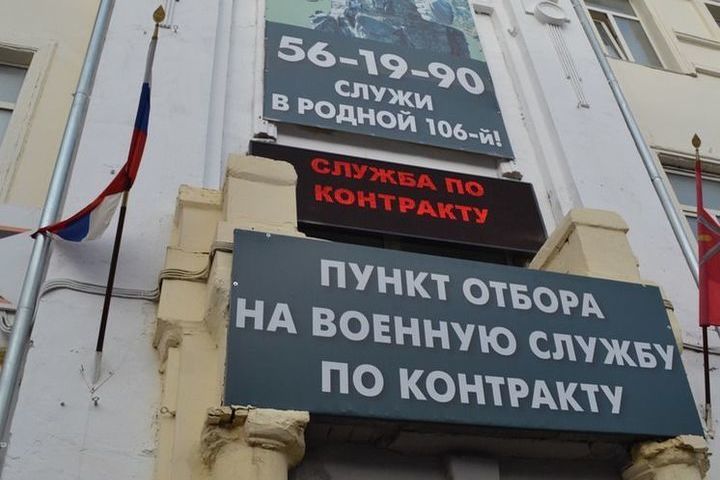 56-19-90
СЛУЖИ
В РОДНОЙ 106-й!
СЛУЖБА ПО
КОНТРАКТУ
ПУНКТ ОТБОРА
НА ВОЕННУЮ СЛУЖБУ
ПО КОНТРАКТУ